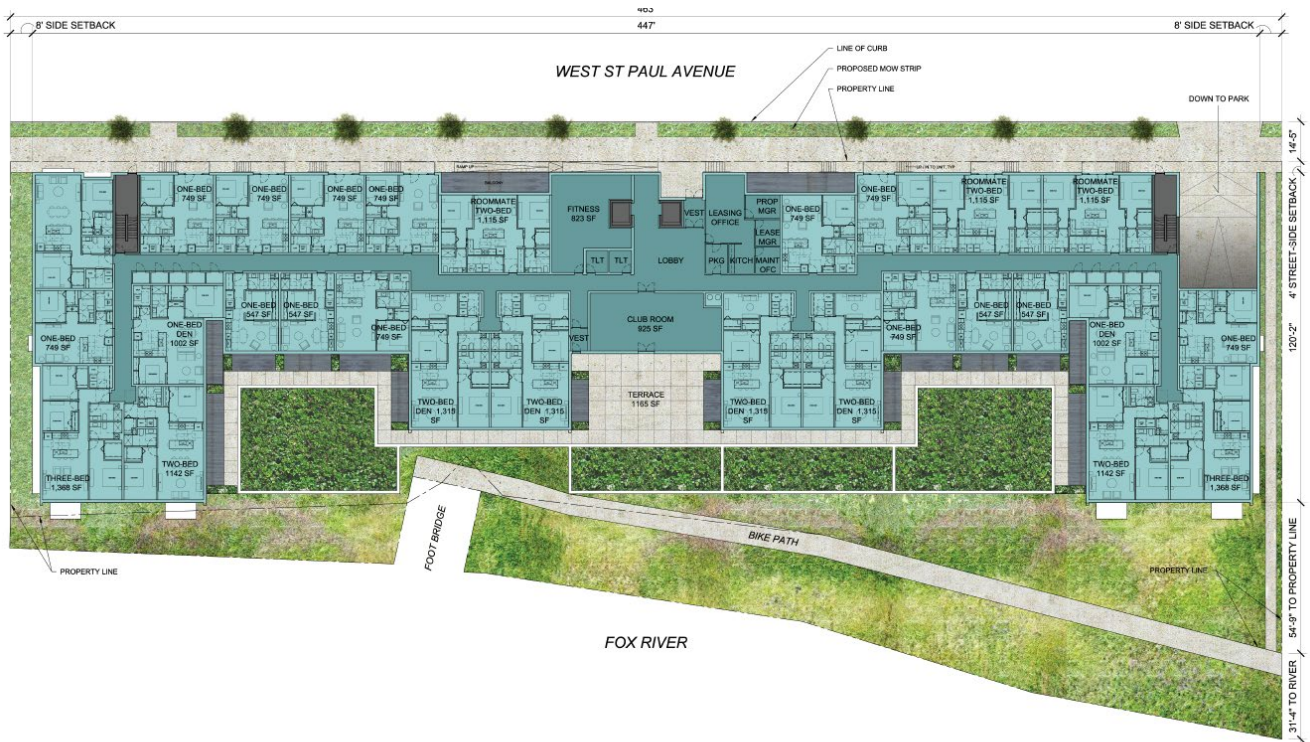 463'
8' SIDE SETBACK
447'
8' SIDE SETBACK
LINE OF CURB
WEST ST PAUL AVENUE
PROPOSED MOW STRIP
PROPERTY LINE
DOWN TO PARK
14'-5"
4' STREET-SIDE SETBACK
120'-2"
54'-9" TO PROPERTY LINE
31'-4" TO RIVER
RAMP UP
BALCONY
ONE-BED
749 SF
ONE-BED
749 SF
ONE-BED
749 SF
ONE-BED
749 SF
ROOMMATE
TWO-BED
1,115 SF
FITNESS
823 SF
TLT
TLT
VEST
LOBBY
LEASING
OFFICE
PROP
MGR
LEASE
MGR
PKG
KITCH
MAINT
OFC
ONE-BED
749 SF
ONE-BED
749 SF
ROOMMATE
TWO-BED
1,115 SF
ROOMMATE
TWO-BED
1,115 SF
ONE-BED
749 SF
ONE-BED
DEN
1002 SF
ONE-BED
547 SF
ONE-BED
547 SF
ONE-BED
749 SF
CLUB ROOM
925 SF
VEST
ONE-BED
749 SF
ONE-BED
547 SF
ONE-BED
547 SF
ONE-BED
DEN
1002 SF
ONE-BED
749 SF
TWO-BED
DEN 1,315
SF
TWO-BED
DEN 1,315
SF
TERRACE
1165 SF
TWO-BED
DEN 1,315
SF
TWO-BED
DEN 1,315
SF
THREE-BED
1,368 SF
TWO-BED
1142 SF
TWO-BED
1142 SF
THREE-BED
1,368 SF
FOOT BRIDGE
BIKE PATH
PROPERTY LINE
PROPERTY LINE
FOX RIVER